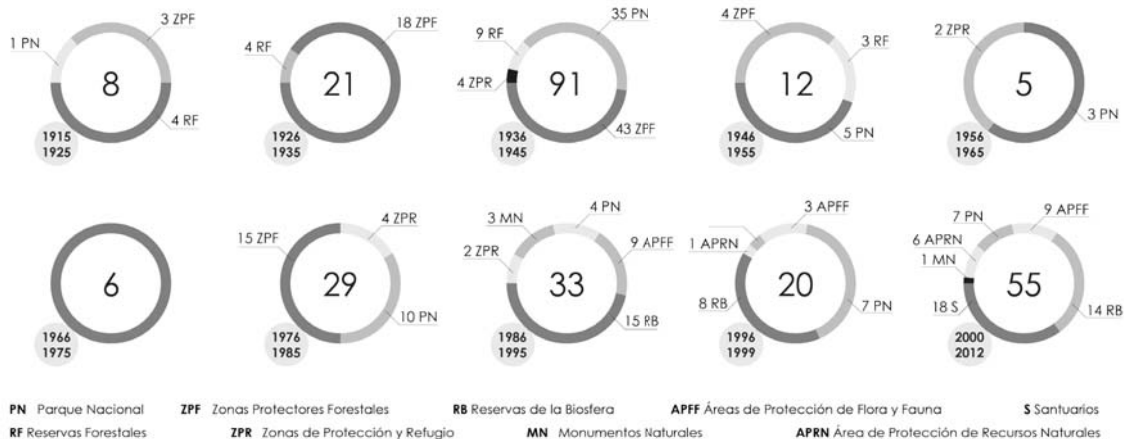 3 ZPF
1 PN
8
4 RF
1915
1925
18 ZPF
4 RF
21
1926
1935
35 PN
9 RF
4 ZPR
91
43 ZPF
1936
1945
4 ZPF
3 RF
12
5 PN
1946
1955
2 ZPR
5
3 PN
1956
1965
6
1966
1975
4 ZPR
15 ZPF
29
10 PN
1976
1985
4 PN
3 MN
9 APFF
2 ZPR
33
15 RB
1986
1995
3 APFF
1 APRN
8 RB
20
7 PN
1996
1999
9 APFF
7 PN
6 APRN
1 MN
18 S
55
14 RB
2000
2012
PN Parque Nacional ZPF Zonas Protectores Forestales RB Reservas de la Biosfera APFF Áreas de Protección de Flora y Fauna S Santuarios
RF Reservas Forestales ZPR Zonas de Protección y Refugio MN Monumentos Naturales APRN Área de Protección de Recursos Naturales